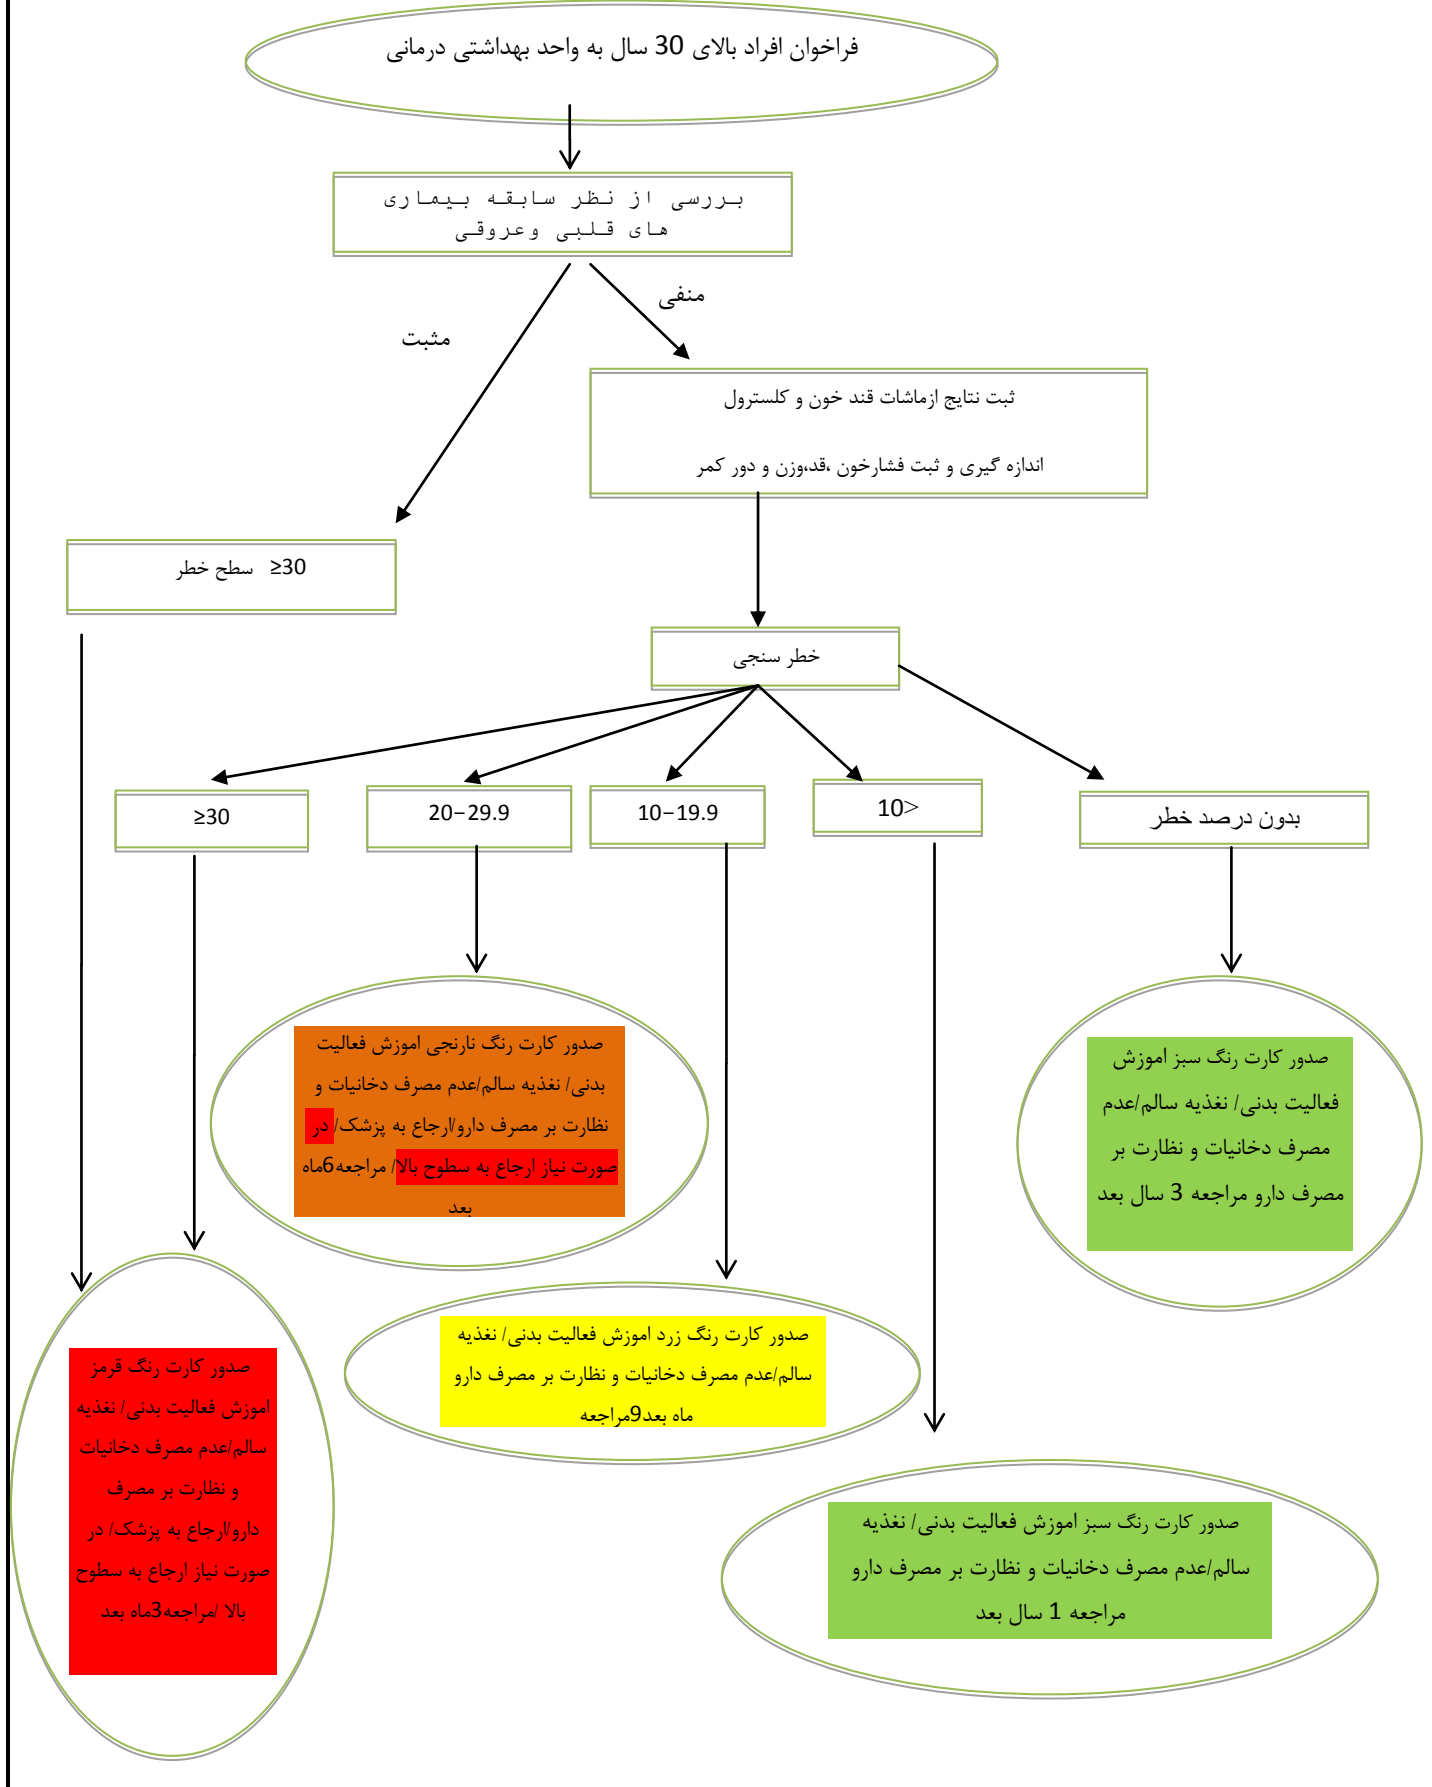 فراخوان افراد بالای 30 سال به واحد بهداشتی درمانی
بررسی از نظر سابقه بیماری
های قلبی وعروقی
منفی
مثبت
ثبت نتایج ازماشات قند خون و کلسترول
اندازه گیری و ثبت فشارخون ،قد،وزن و دور کمر
≥30 سطح خطر
خطر سنجی
بدون درصد خطر
10>
10–19.9
20–29.9
≥30
صدور کارت رنگ نارنجی اموزش فعالیت
بدنی/ نغذیه سالم/عدم مصرف دخانیات و
نظارت بر مصرف دارو/ارجاع به پزشک/ در
صورت نیاز ارجاع به سطوح بالا/ مراجعه6ماه
بعد
صدور کارت رنگ سبز اموزش
فعالیت بدنی/ نغذیه سالم/عدم
مصرف دخانیات و نظارت بر
مصرف دارو مراجعه 3 سال بعد
صدور کارت رنگ زرد اموزش فعالیت بدنی/ نغذیه
سالم/عدم مصرف دخانیات و نظارت بر مصرف دارو
ماه بعد9مراجعه
صدور کارت رنگ قرمز
اموزش فعالیت بدنی/ نغذیه
سالم/عدم مصرف دخانیات
و نظارت بر مصرف
دارو/ارجاع به پزشک/ در
صورت نیاز ارجاع به سطوح
بالا /مراجعه3ماه بعد
صدور کارت رنگ سبز اموزش فعالیت بدنی/ نغذیه
سالم/عدم مصرف دخانیات و نظارت بر مصرف دارو
مراجعه 1 سال بعد